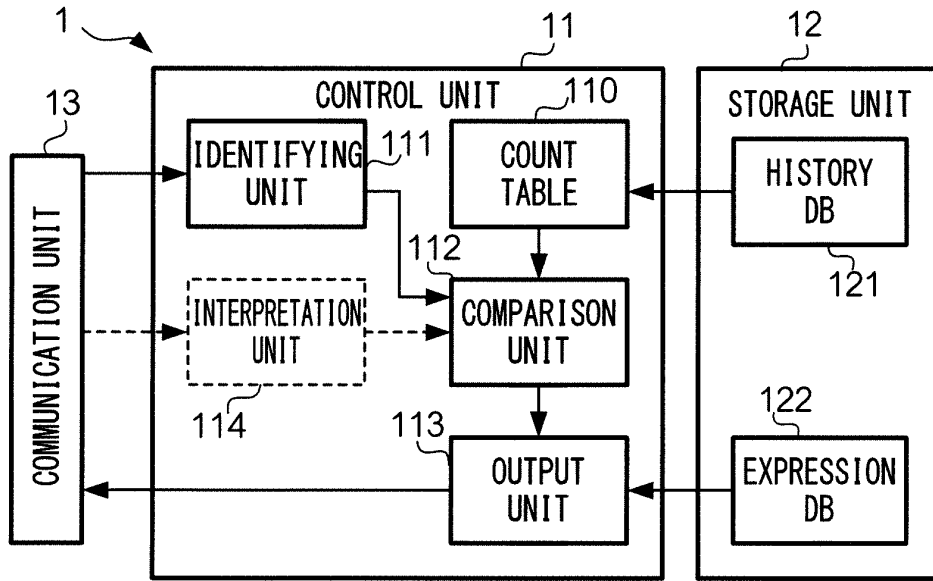 1
11
12
CONTROL UNIT
110
STORAGE UNIT
13
IDENTIFYING
UNIT
111
COUNT
TABLE
HISTORY
DB
121
COMMUNICATION UNIT
112
INTERPRETATION
UNIT
114
COMPARISON
UNIT
113
122
OUTPUT
UNIT
EXPRESSION
DB